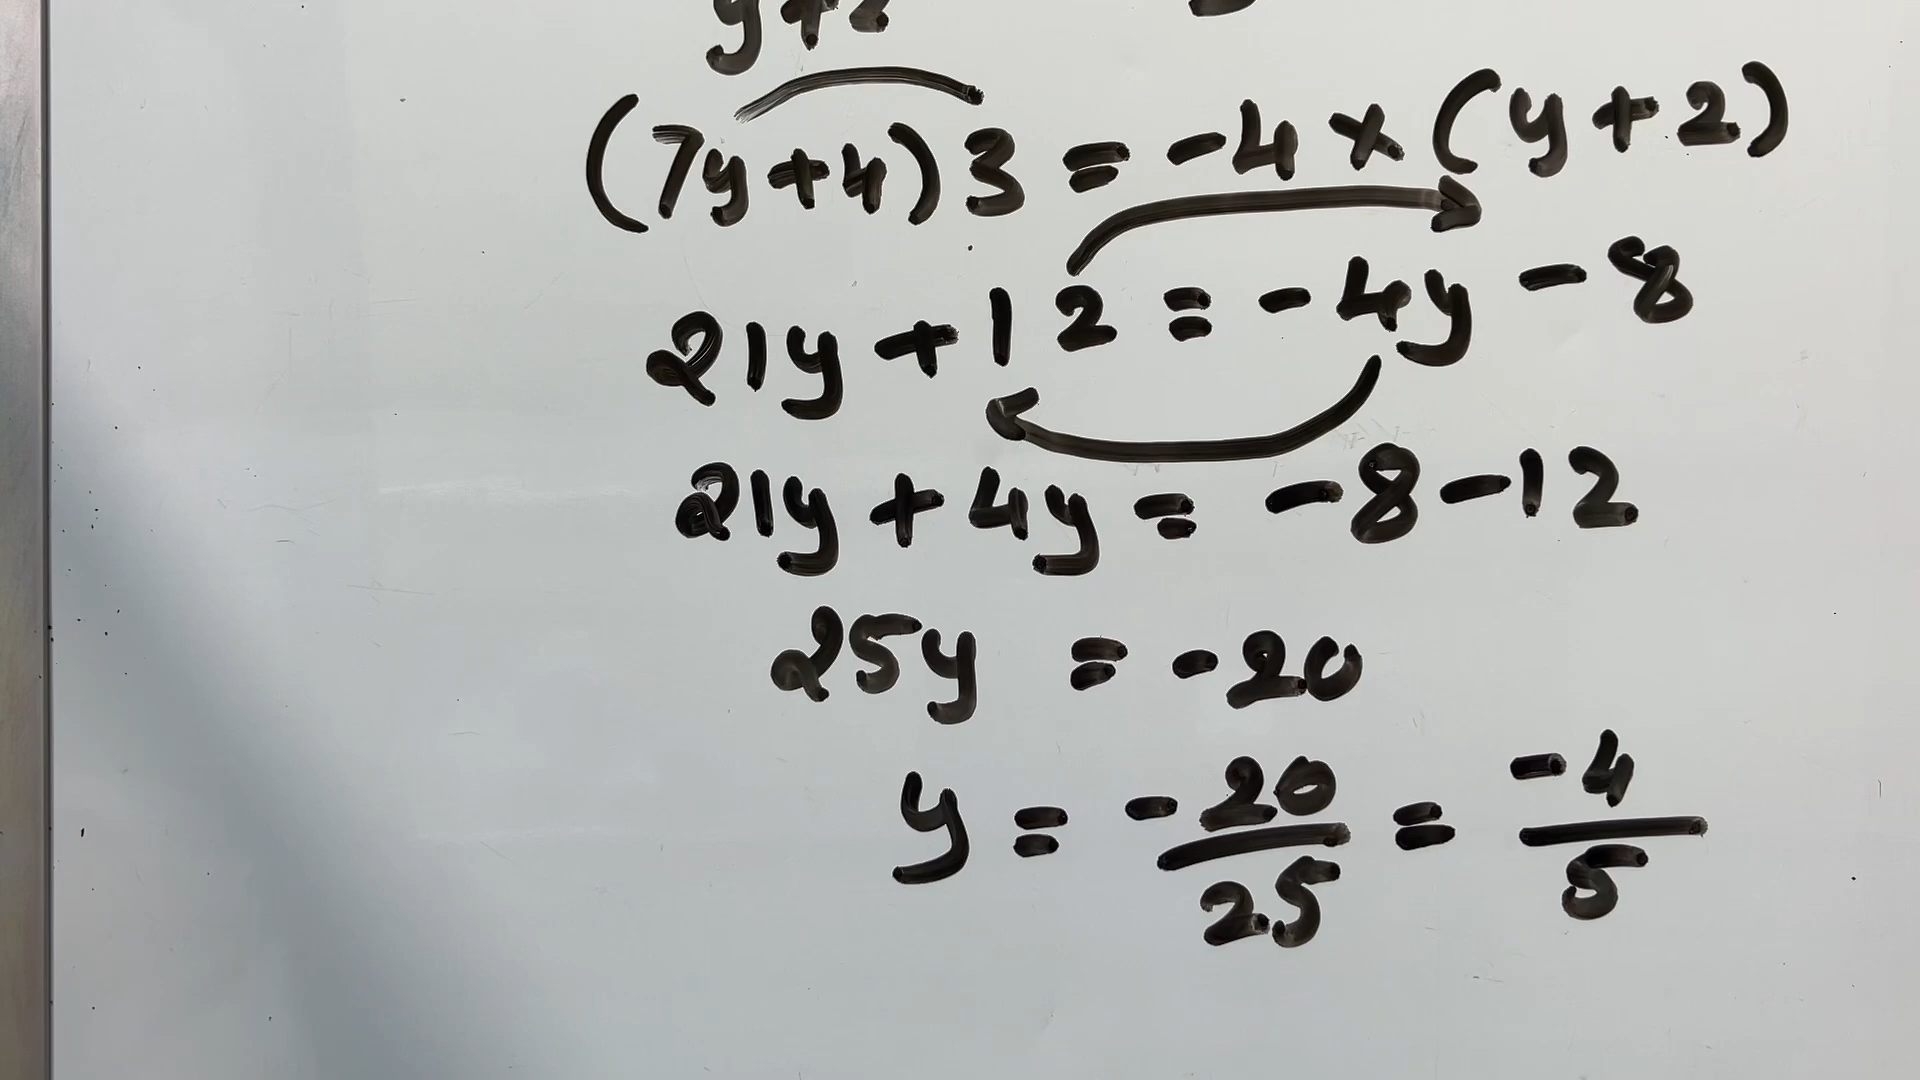 y+2
(7y+4)3 = -4 × (y+2)
21y + 12 = -4y - 8
21y + 4y = -8 - 12
25y = -20
y = -20/25 = -4/5